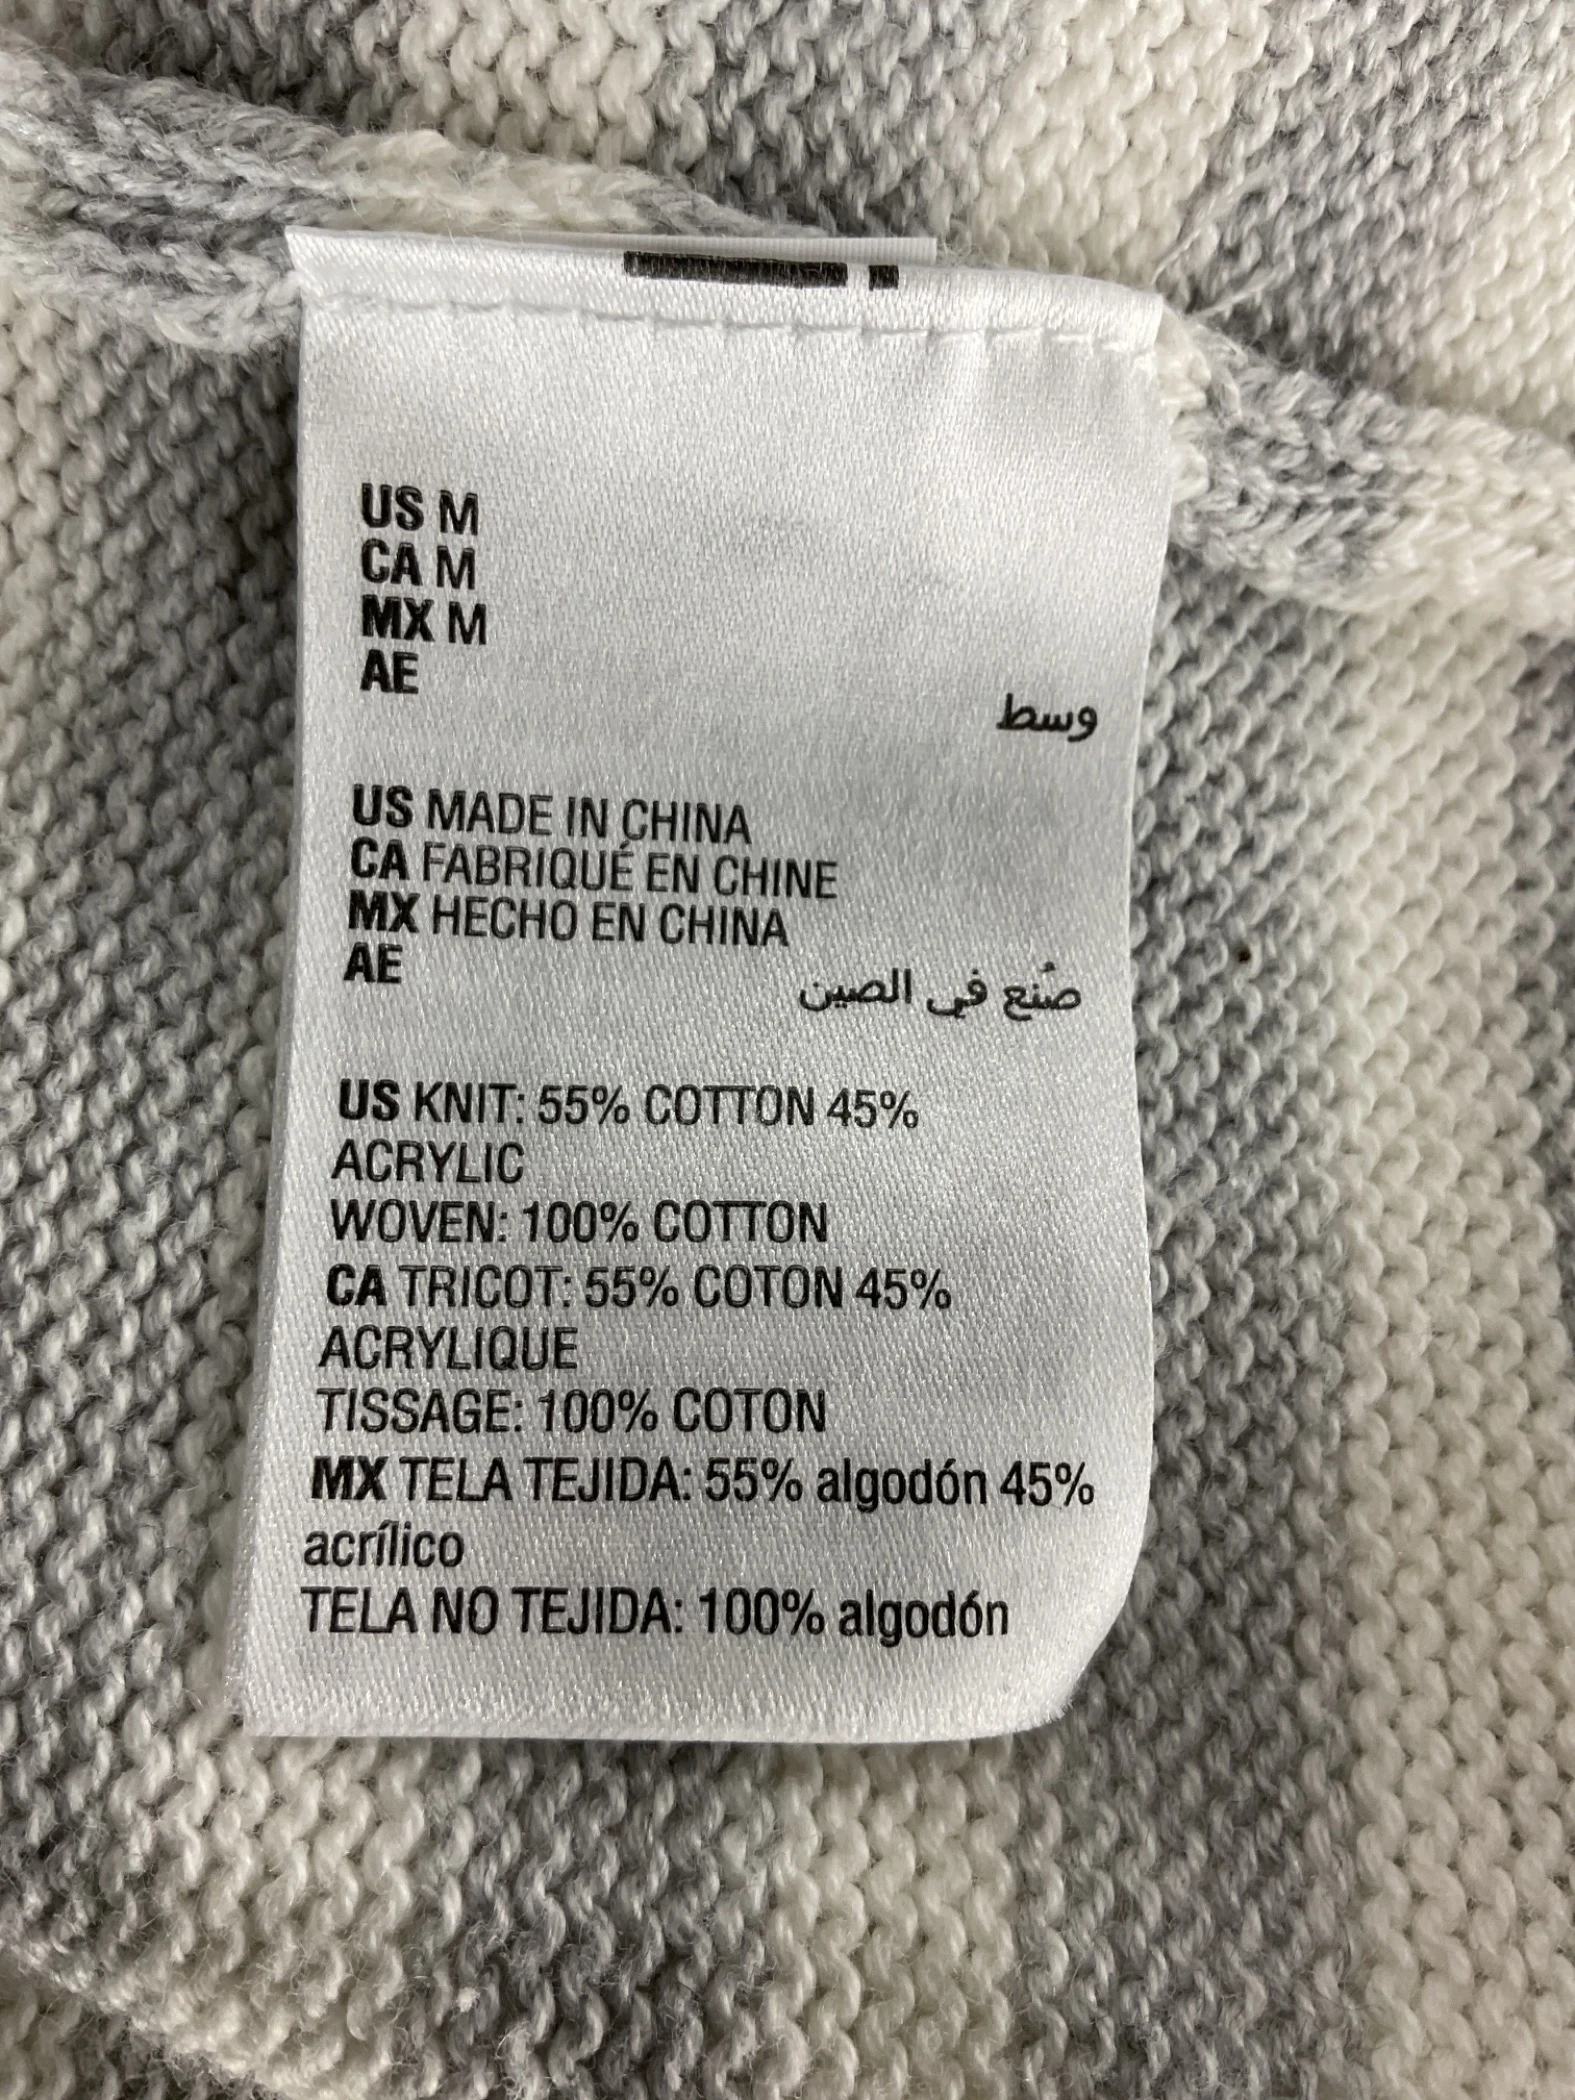 US M
CA M
MX M
AE
وسط
US MADE IN CHINA
CA FABRIQUÉ EN CHINE
MX HECHO EN CHINA
AE
صُنع في الصين
US KNIT: 55% COTTON 45%
ACRYLIC
WOVEN: 100% COTTON
CA TRICOT: 55% COTON 45%
ACRYLIQUE
TISSAGE: 100% COTON
MX TELA TEJIDA: 55% algodón 45%
acrílico
TELA NO TEJIDA: 100% algodón